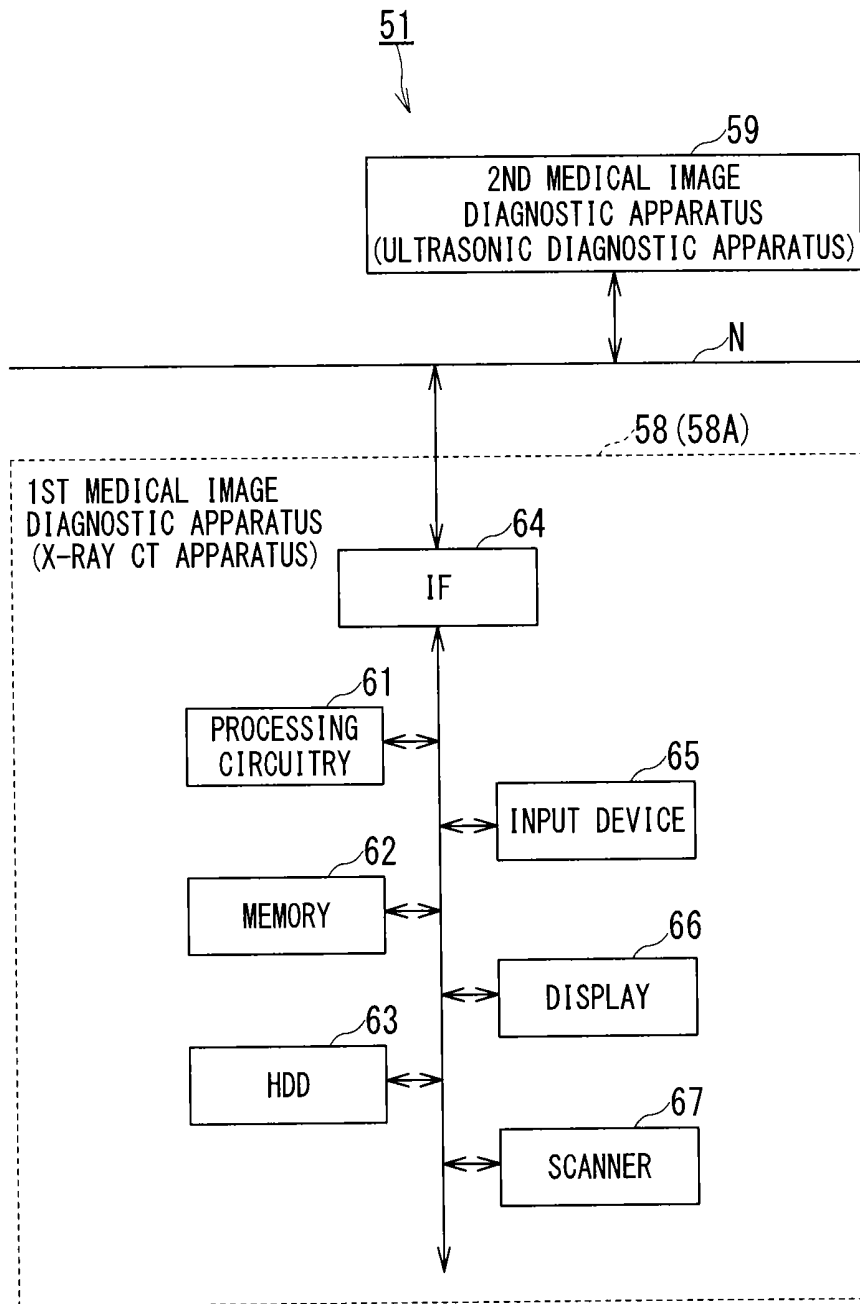 51
59
2ND MEDICAL IMAGE
DIAGNOSTIC APPARATUS
(ULTRASONIC DIAGNOSTIC APPARATUS)
N
58 (58A)
1ST MEDICAL IMAGE
DIAGNOSTIC APPARATUS
(X-RAY CT APPARATUS)
64
IF
61
PROCESSING
CIRCUITRY
65
INPUT DEVICE
62
MEMORY
66
DISPLAY
63
HDD
67
SCANNER